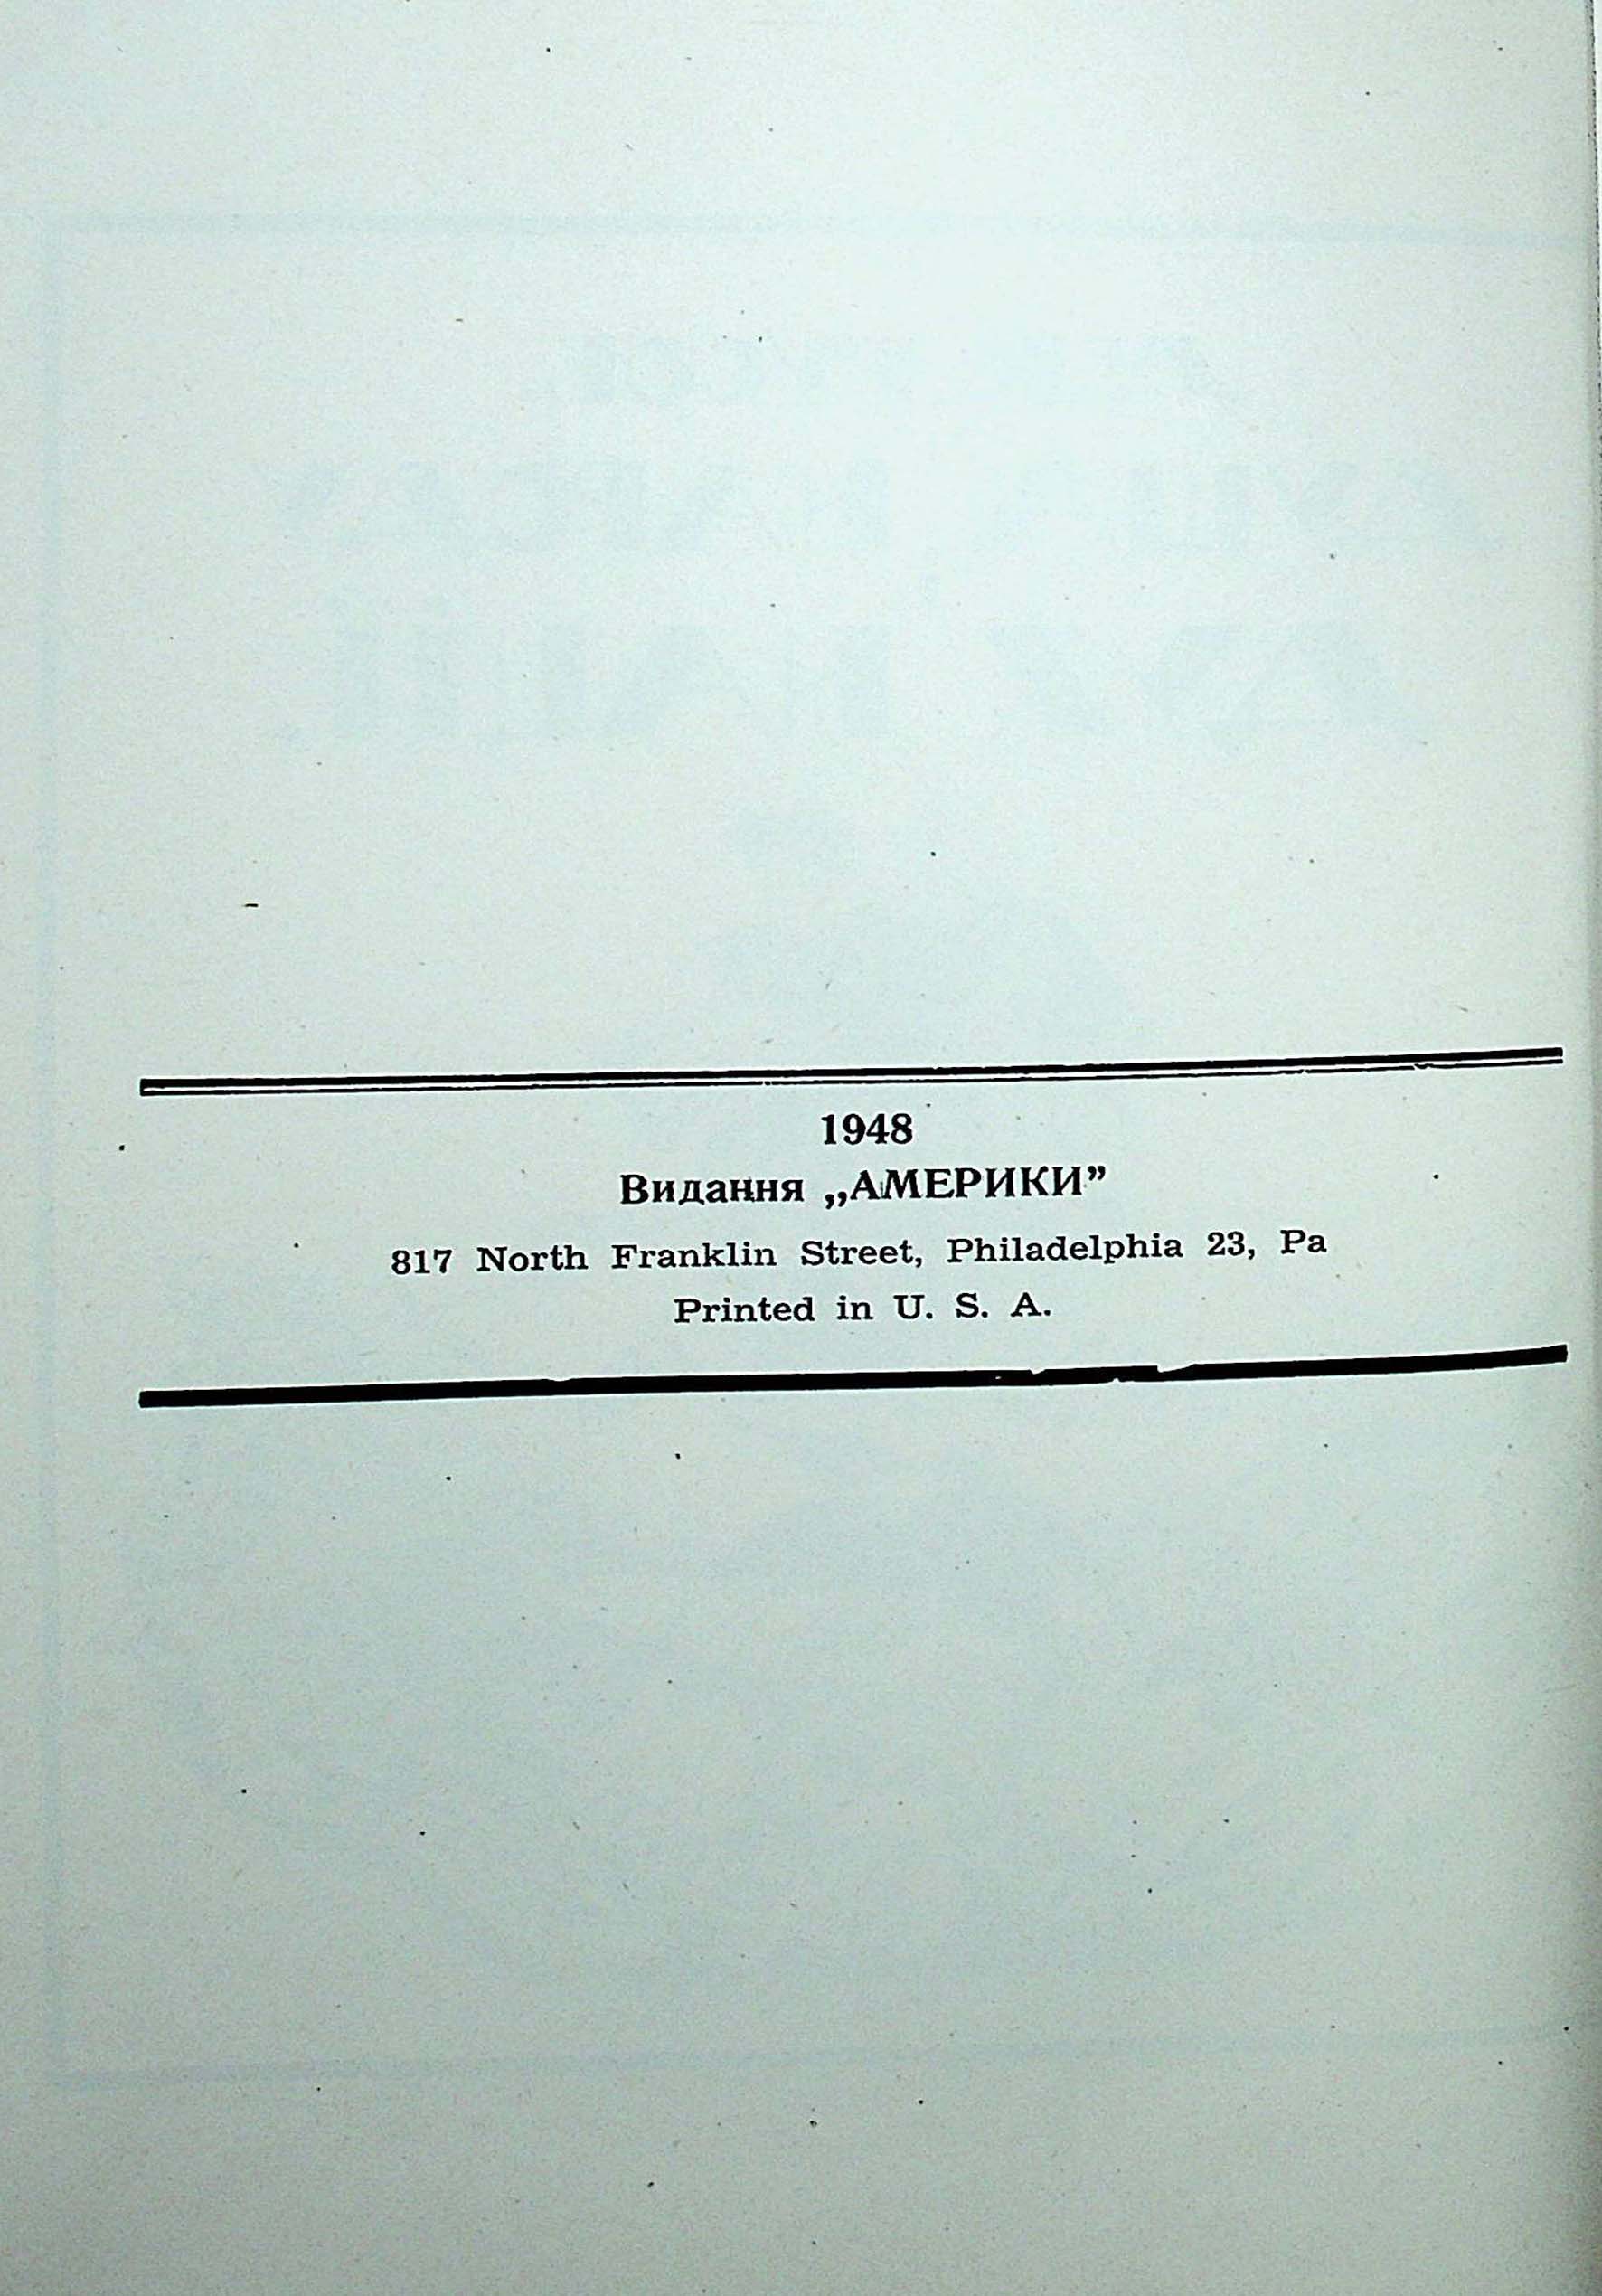 1948
Видання „АМЕРИКИ”
817 North Franklin Street, Philadelphia 23, Pa
Printed in U. S. A.